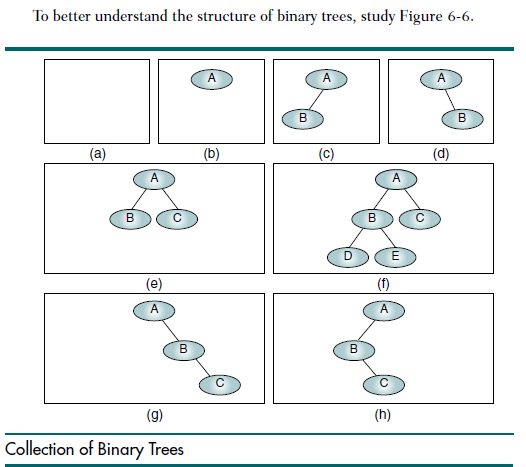 To better understand the structure of binary trees, study Figure 6-6.
A A A
B B
(a) (b) (c) (d)
A A
B C B C
D E
(e) (f)
A A
B B
C C
(g) (h)
Collection of Binary Trees